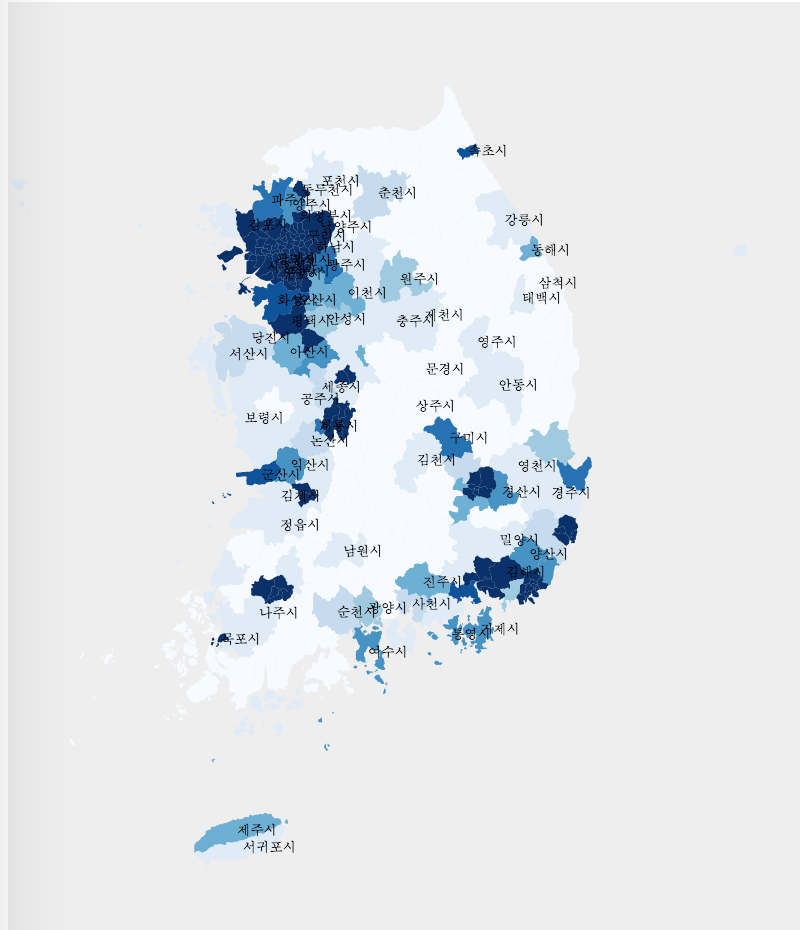 속초시
포천시
동두천시
춘천시
파주시
양주시
의정부시
강릉시
김포시
남양주시
구리시
하남시
동해시
광주시
원주시
삼척시
이천시
태백시
화성시
오산시
안성시
평택시
충주시
제천시
당진시
서산시
아산시
영주시
문경시
세종시
안동시
공주시
상주시
보령시
계룡시
논산시
구미시
김천시
익산시
영천시
군산시
김제시
경산시
경주시
정읍시
밀양시
남원시
양산시
김해시
진주시
나주시
순천시
광양시
사천시
목포시
통영시
거제시
여수시
제주시
서귀포시